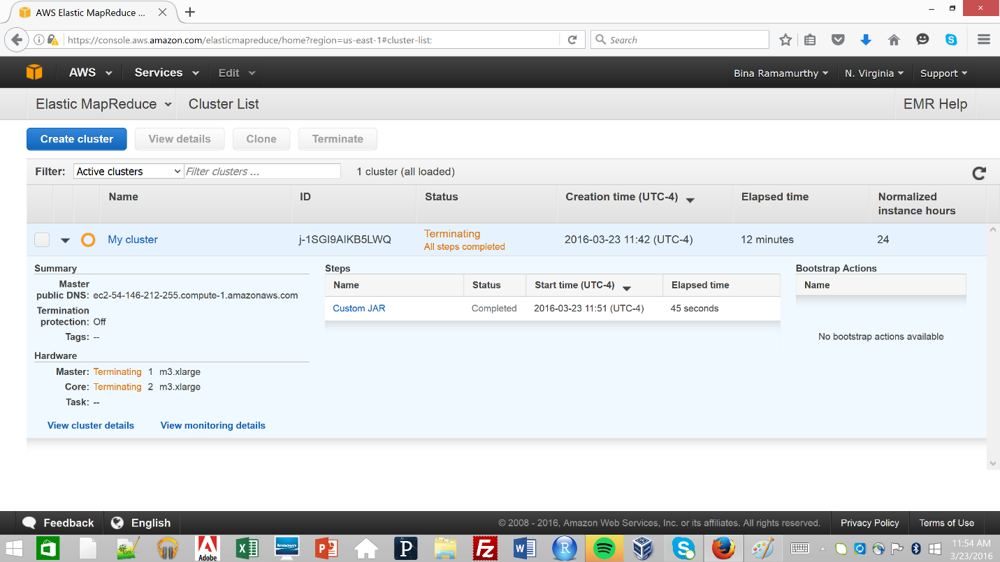 AWS Elastic MapReduce ...
https://console.aws.amazon.com/elasticmapreduce/home?region=us-east-1#cluster-list:
Search
AWS Services Edit Bina Ramamurthy N. Virginia Support
Elastic MapReduce Cluster List EMR Help
Create cluster View details Clone Terminate
Filter: Active clusters Filter clusters ... 1 cluster (all loaded)
Name ID Status Creation time (UTC-4) Elapsed time Normalized
instance hours
My cluster j-1SGI9AIKB5LWQ Terminating 2016-03-23 11:42 (UTC-4) 12 minutes 24
All steps completed
Summary
Master
public DNS: ec2-54-146-212-255.compute-1.amazonaws.com
Termination
protection: Off
Tags: --
Hardware
Master: Terminating 1 m3.xlarge
Core: Terminating 2 m3.xlarge
Task: --
View cluster details View monitoring details
Steps
Name Status Start time (UTC-4) Elapsed time
Custom JAR Completed 2016-03-23 11:51 (UTC-4) 45 seconds
Bootstrap Actions
Name
No bootstrap actions available
Feedback English © 2008 - 2016, Amazon Web Services, Inc. or its affiliates. All rights reserved. Privacy Policy Terms of Use
Adobe
lenovo
11:54 AM
3/23/2016